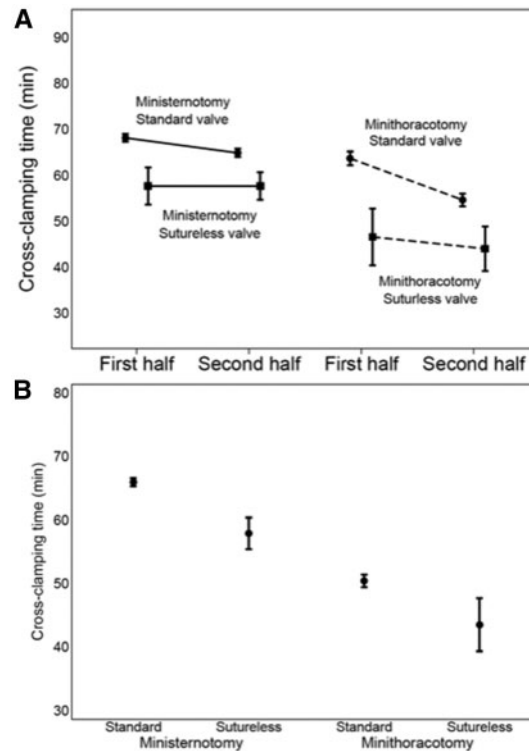 A
Cross-clamping time (min)
90
80
70
60
50
40
30
Ministernotomy
Standard valve
Ministernotomy
Sutureless valve
Minithoracotomy
Standard valve
Minithoracotomy
Suturless valve
First half
Second half
First half
Second half
B
Cross-clamping time (min)
80
70
60
50
40
30
Standard
Sutureless
Standard
Sutureless
Ministernotomy
Minithoracotomy